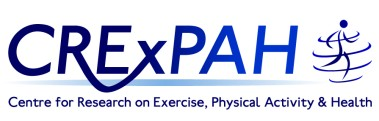 CRExPAH
Centre for Research on Exercise, Physical Activity & Health